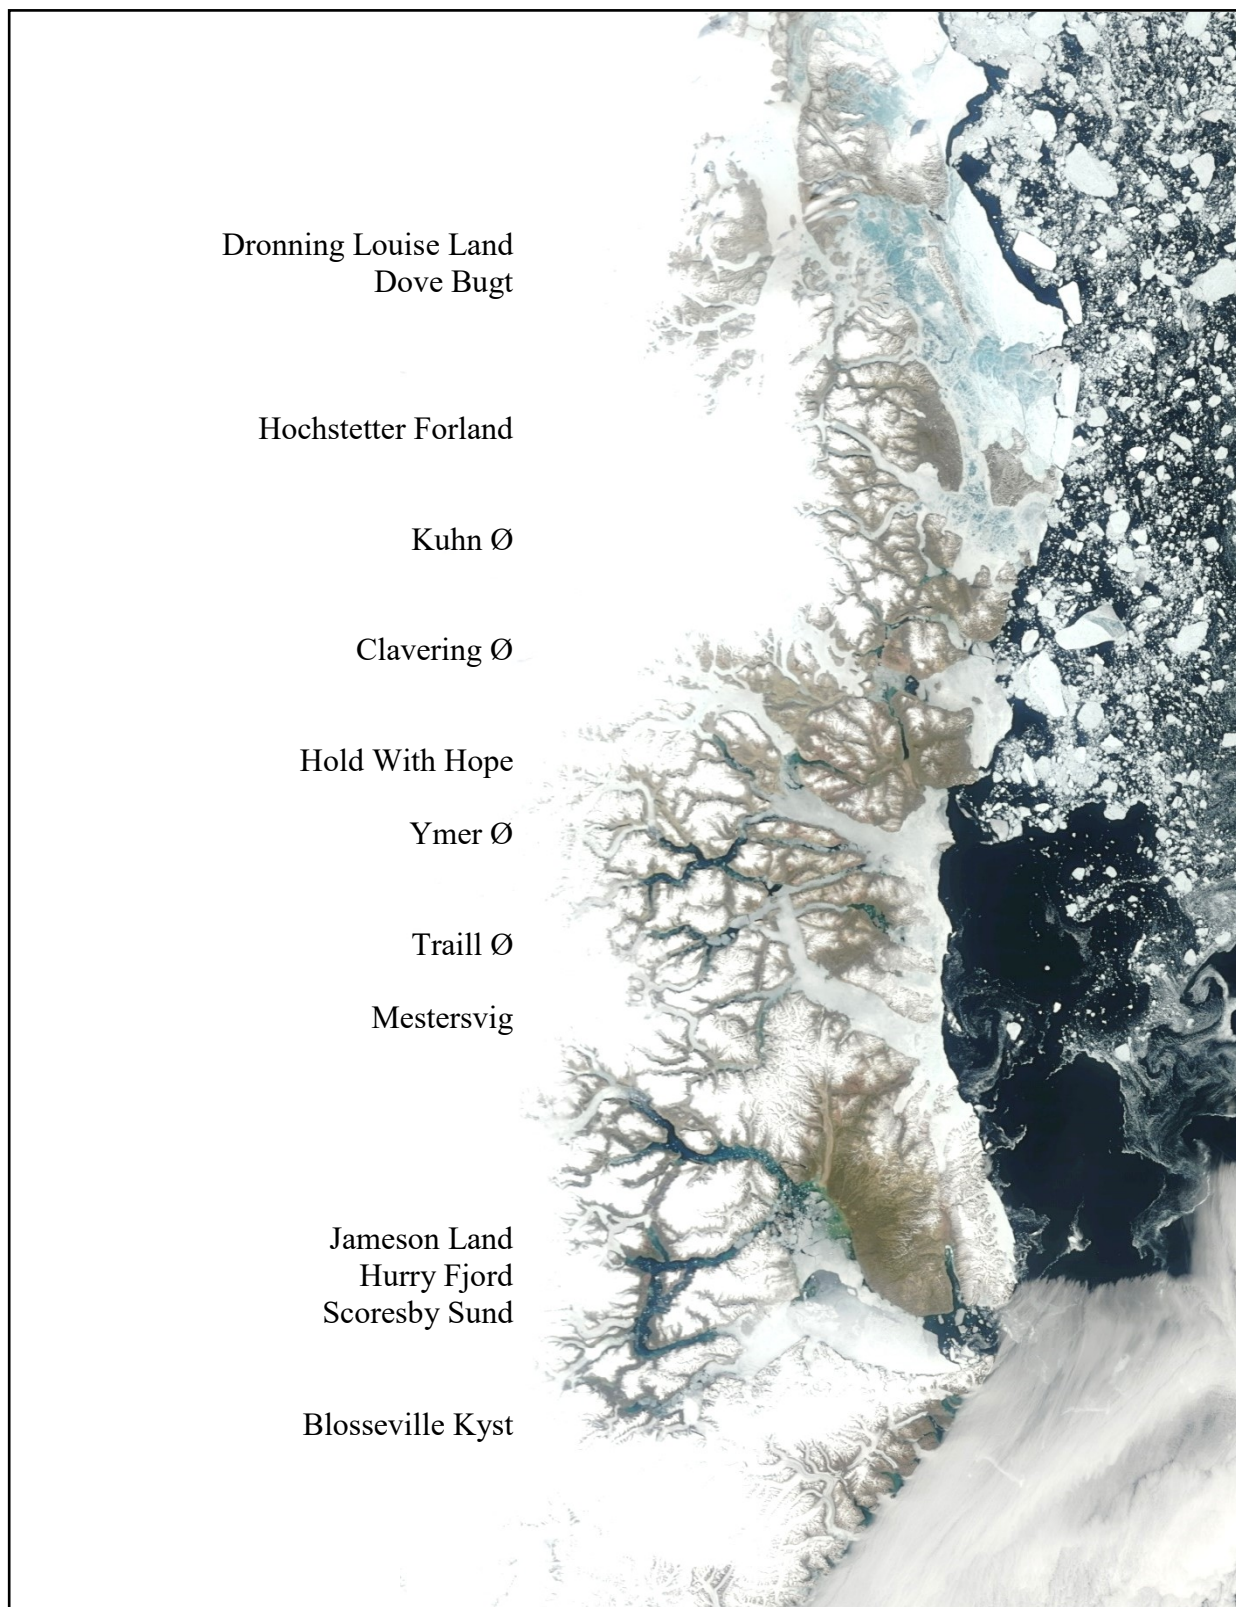 Dronning Louise Land
Dove Bugt
Hochstetter Forland
Kuhn Ø
Clavering Ø
Hold With Hope
Ymer Ø
Traill Ø
Mestersvig
Jameson Land
Hurry Fjord
Scoresby Sund
Blosseville Kyst